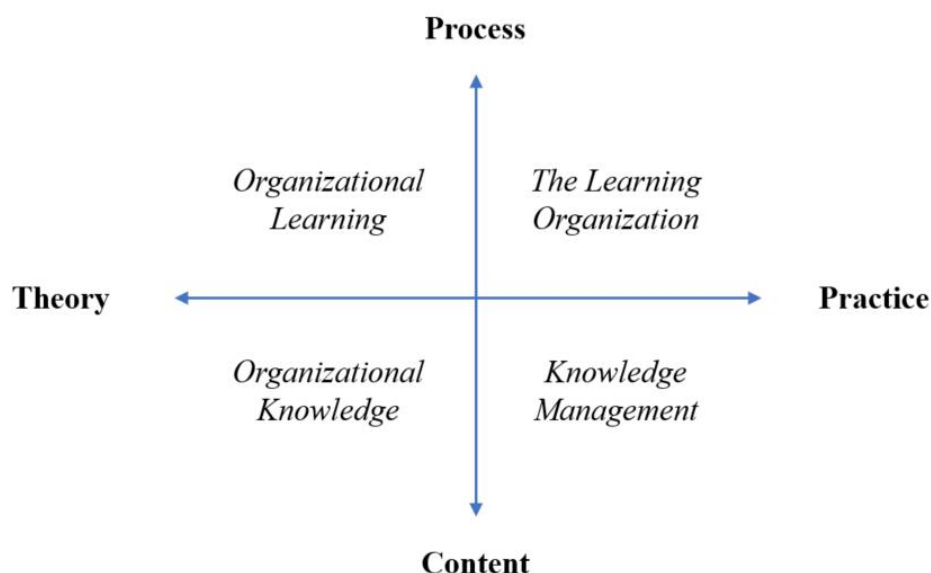 Process
Organizational
Learning
The Learning
Organization
Theory
Practice
Organizational
Knowledge
Knowledge
Management
Content